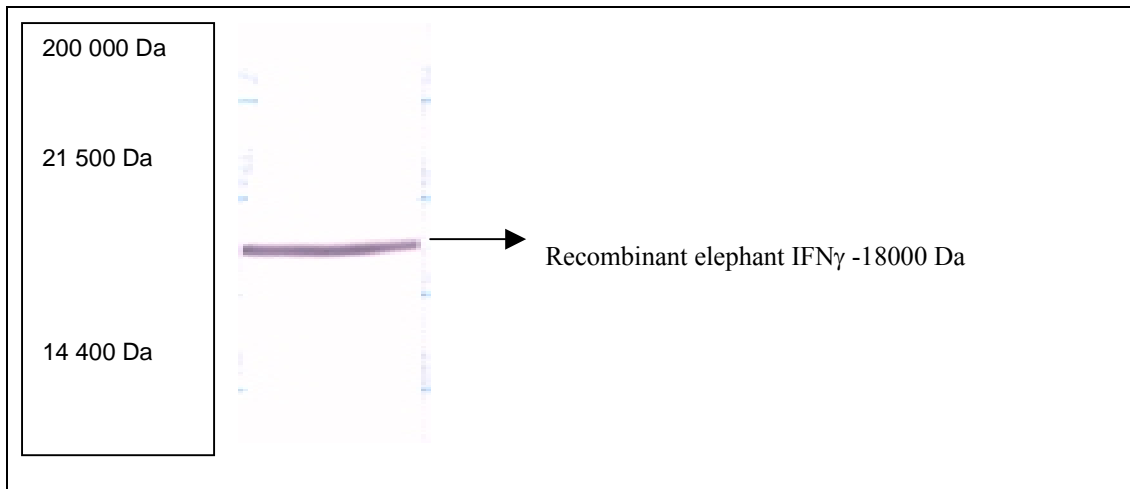 200 000 Da
21 500 Da
Recombinant elephant IFNγ -18000 Da
14 400 Da